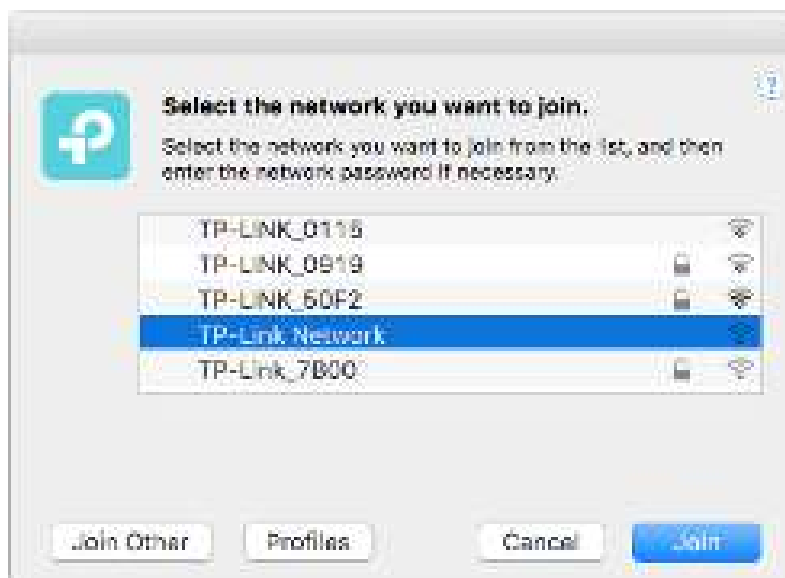 Select the network you want to join.
Select the network you want to join from the list, and then
enter the network password if necessary.
TP-LINK_0115
TP-LINK_0919
TP-LINK_60F2
TP-Link Network
TP-Link_7B00
Join Other
Profiles
Cancel
Join